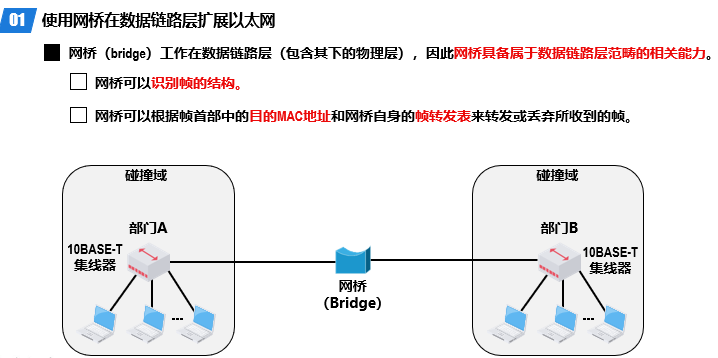 01 使用网桥在数据链路层扩展以太网
网桥（bridge）工作在数据链路层（包含其下的物理层），因此网桥具备属于数据链路层范畴的相关能力。
网桥可以识别帧的结构。
网桥可以根据帧首部中的目的MAC地址和网桥自身的帧转发表来转发或丢弃所收到的帧。
碰撞域
部门A
10BASE-T
集线器
...
网桥
（Bridge）
碰撞域
部门B
10BASE-T
集线器
...